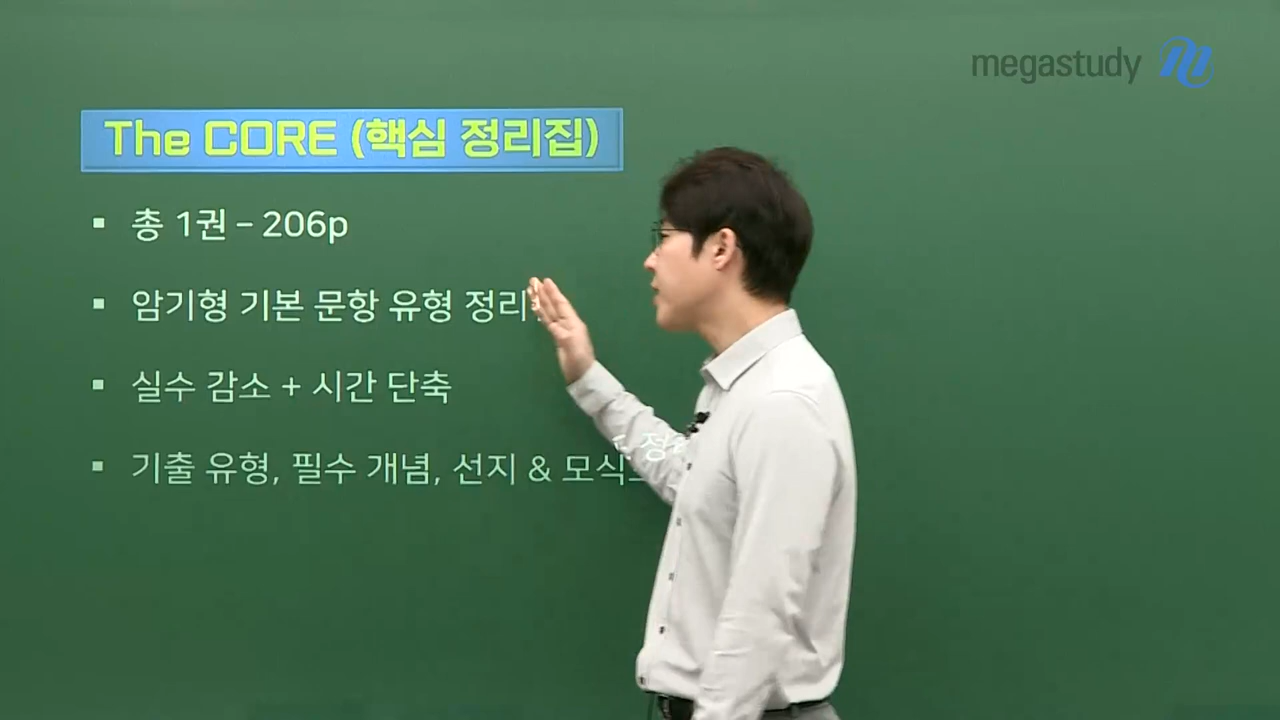 megastudy
The CORE (핵심 정리집)
▪ 총 1권 – 206p
▪ 암기형 기본 문항 유형 정리
▪ 실수 감소 + 시간 단축
▪ 기출 유형, 필수 개념, 선지 & 모식